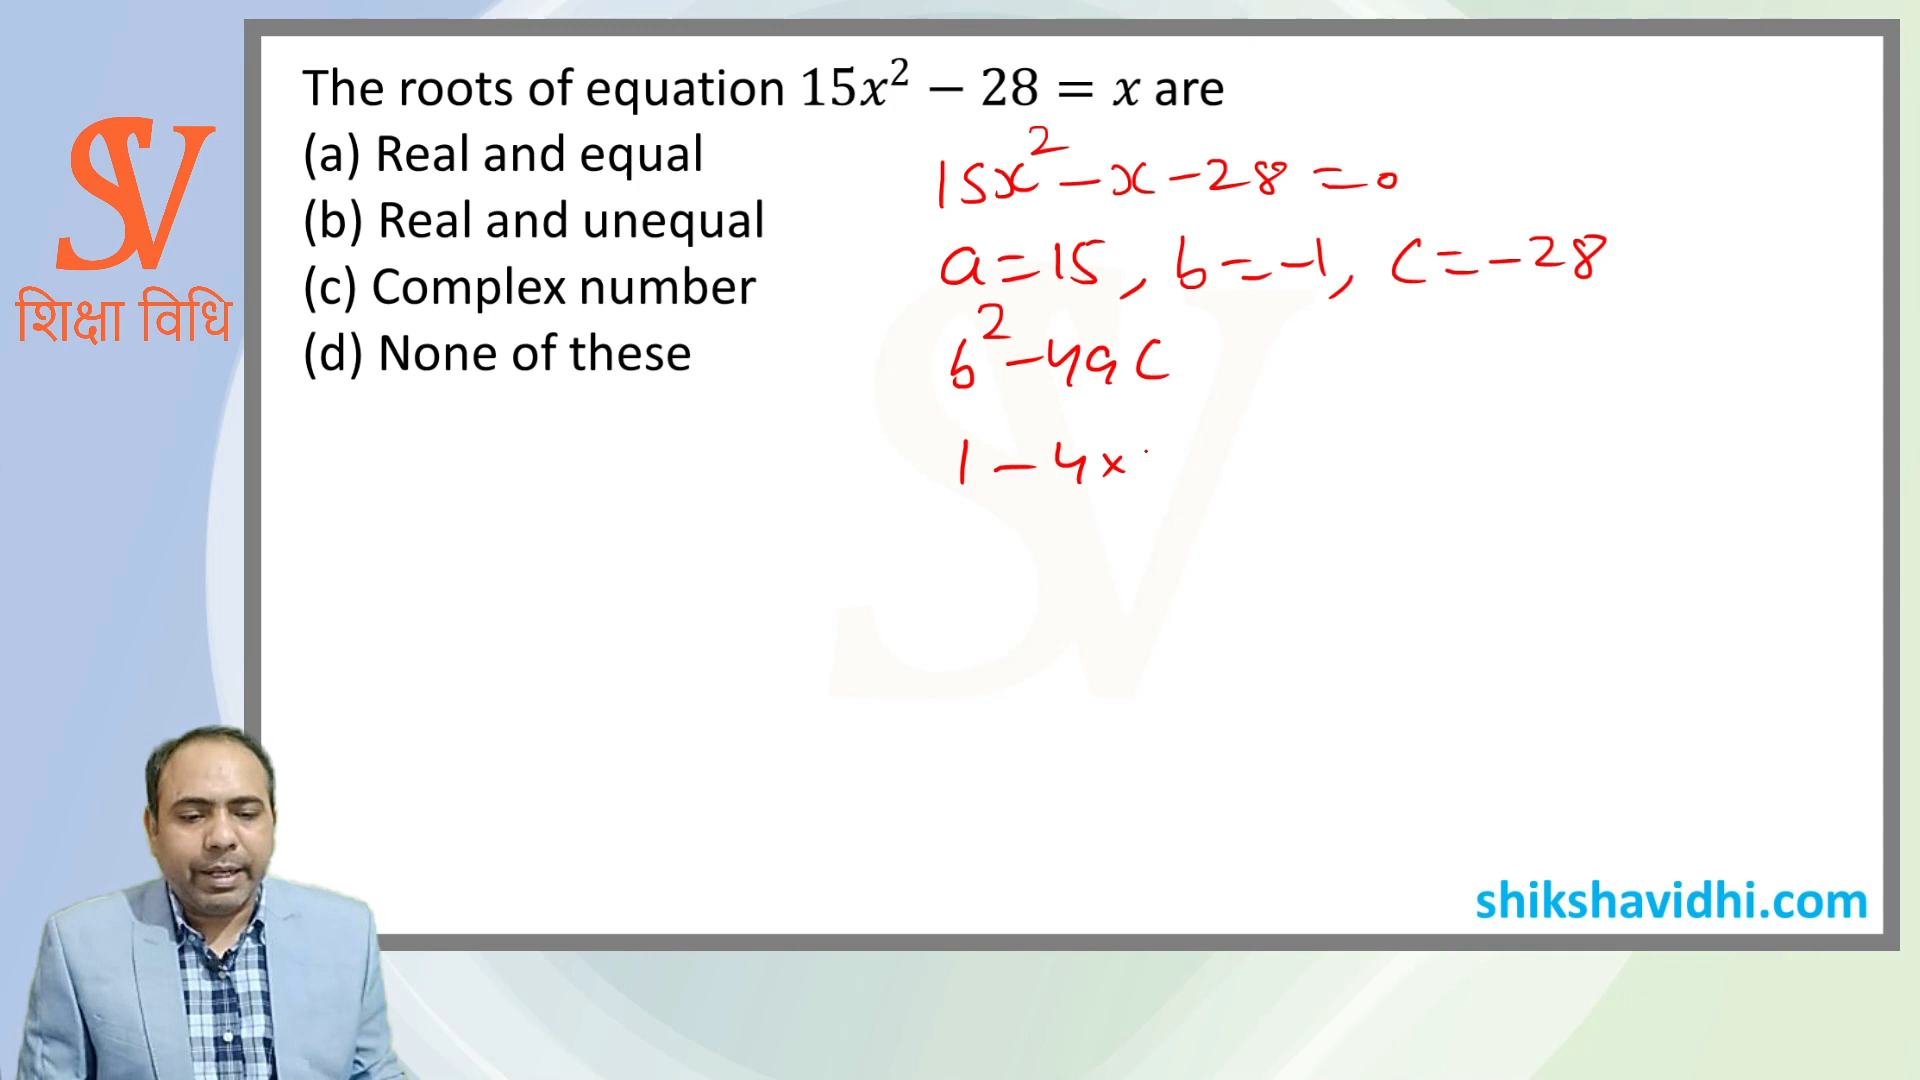 The roots of equation 15x² − 28 = x are
(a) Real and equal
(b) Real and unequal
(c) Complex number
(d) None of these
15x² - x - 28 = 0
a = 15, b = -1, c = -28
b² - 4ac
1 - 4 ×
SV
शिक्षा विधि
SV
shikshavidhi.com